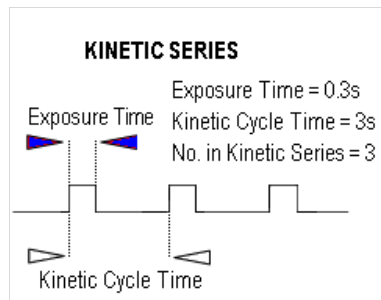 KINETIC SERIES
Exposure Time = 0.3s
Exposure Time
Kinetic Cycle Time = 3s
No. in Kinetic Series = 3
Kinetic Cycle Time